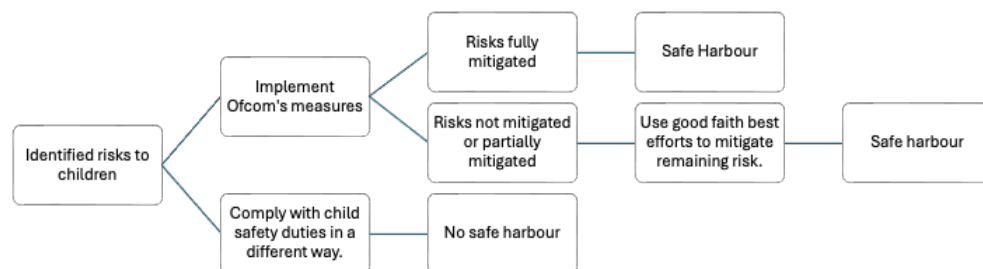 Risks fully
mitigated
Safe Harbour
Implement
Ofcom's measures
Risks not mitigated
or partially
mitigated
Use good faith best
efforts to mitigate
remaining risk.
Safe harbour
Identified risks to
children
Comply with child
safety duties in a
different way.
No safe harbour